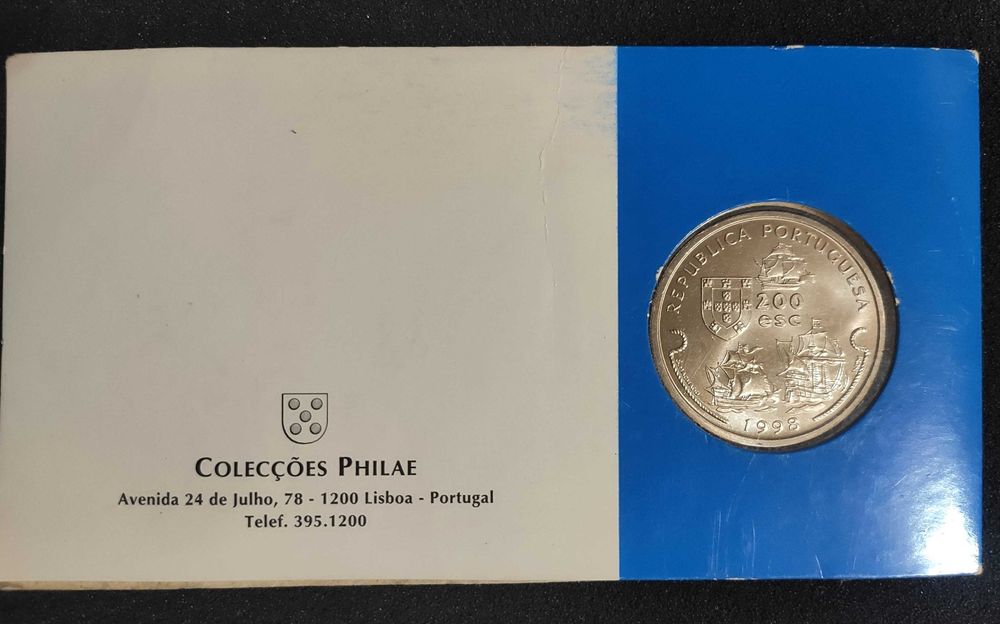 COLECÇÕES PHILAE
Avenida 24 de Julho, 78 - 1200 Lisboa - Portugal
Telef. 395.1200
REPUBLICA PORTUGUESA
200
esc
1998